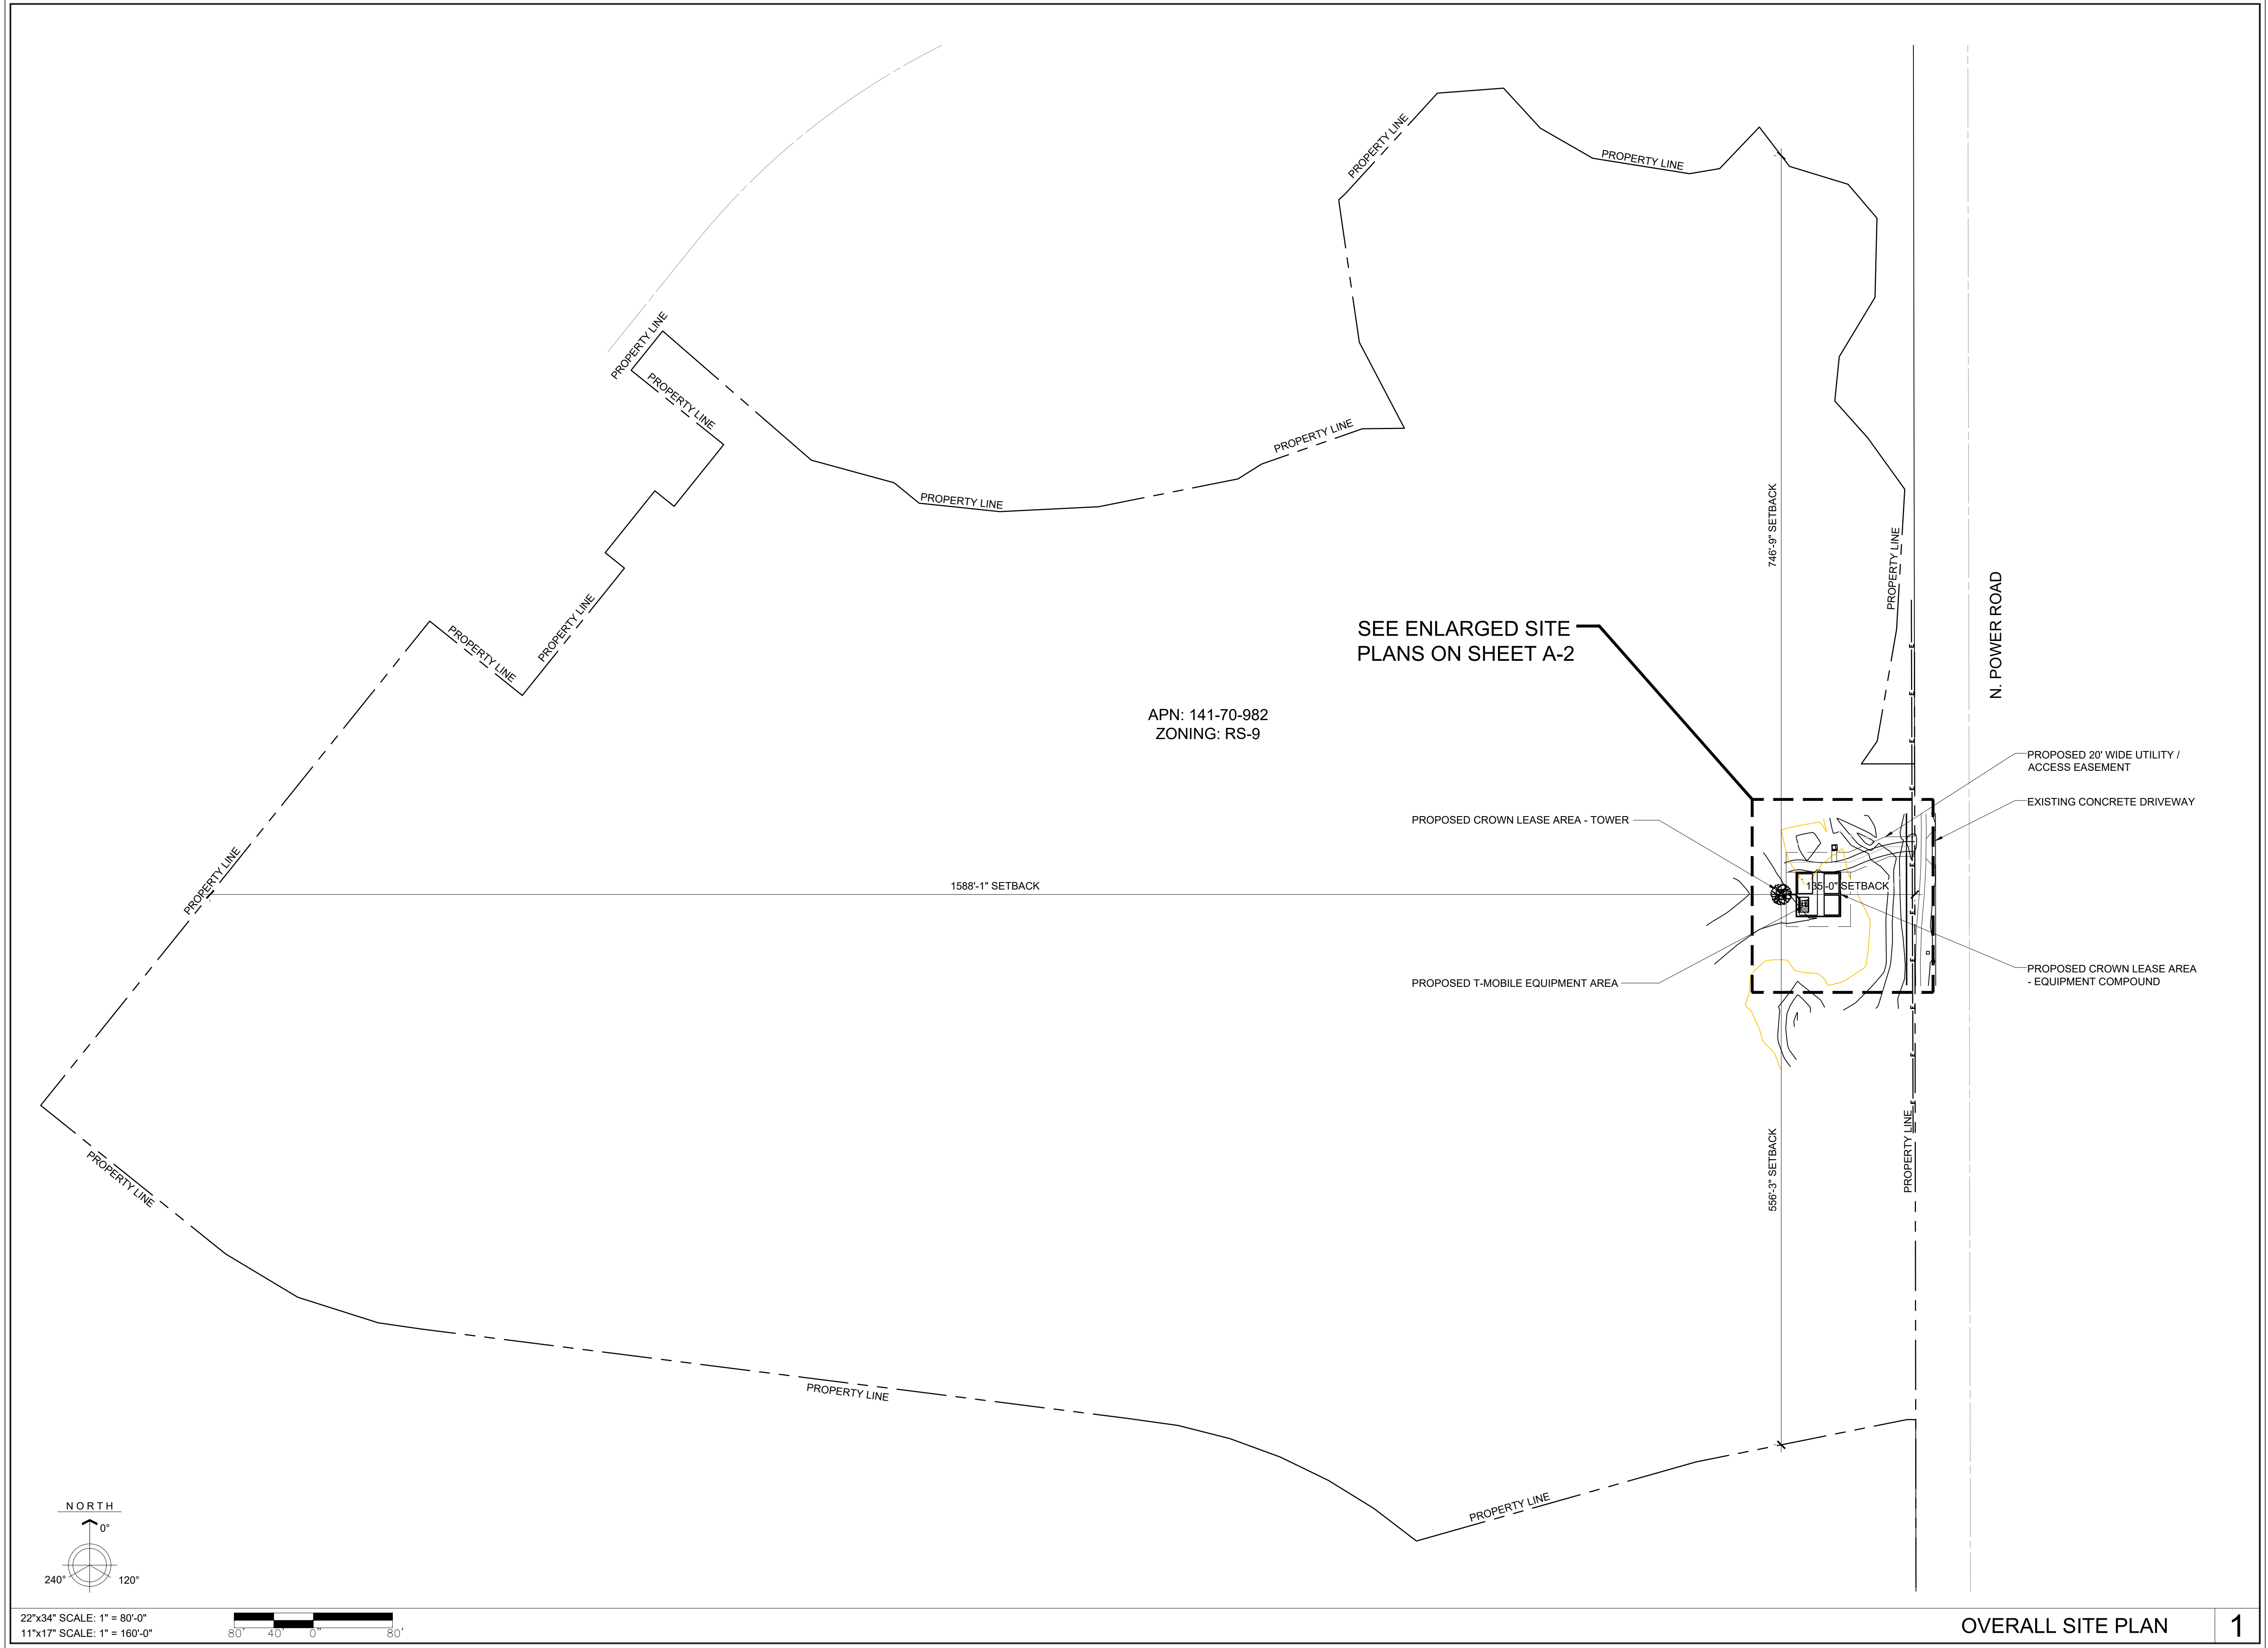 PROPERTY LINE
PROPERTY LINE
PROPERTY LINE
PROPERTY LINE
PROPERTY LINE
PROPERTY LINE
PROPERTY LINE
746'-9" SETBACK
PROPERTY LINE
N. POWER ROAD
PROPERTY LINE
PROPERTY LINE
SEE ENLARGED SITE
PLANS ON SHEET A-2
APN: 141-70-982
ZONING: RS-9
PROPOSED 20' WIDE UTILITY /
ACCESS EASEMENT
EXISTING CONCRETE DRIVEWAY
PROPOSED CROWN LEASE AREA - TOWER
PROPERTY LINE
1588'-1" SETBACK
135'-0" SETBACK
PROPOSED T-MOBILE EQUIPMENT AREA
PROPOSED CROWN LEASE AREA
- EQUIPMENT COMPOUND
PROPERTY LINE
556'-3" SETBACK
PROPERTY LINE
PROPERTY LINE
PROPERTY LINE
NORTH
0°
240°
120°
22"x34" SCALE: 1" = 80'-0"
11"x17" SCALE: 1" = 160'-0"
80' 40' 0" 80'
OVERALL SITE PLAN 1